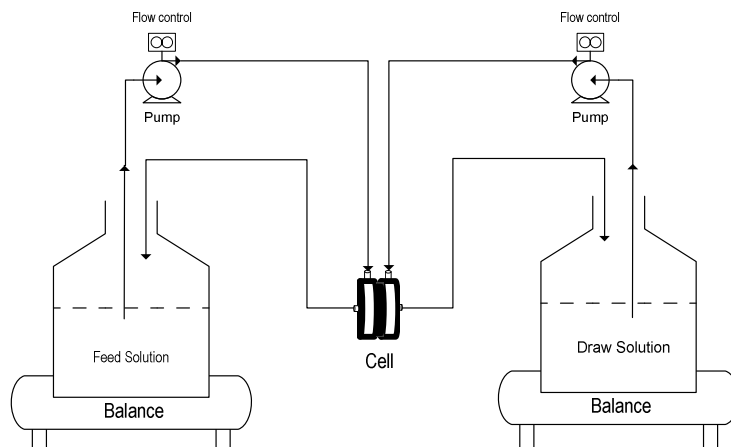 Flow control
Flow control
Pump
Pump
Feed Solution
Draw Solution
Cell
Balance
Balance